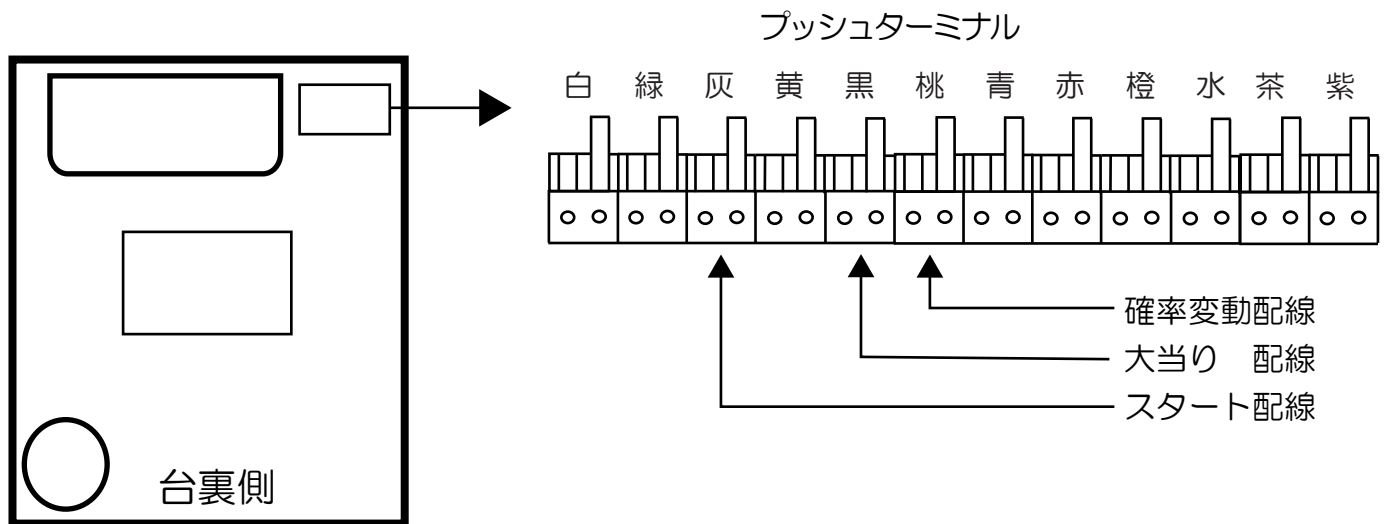 プッシュターミナル
白 緑 灰 黄 黒 桃 青 赤 橙 水 茶 紫
確率変動配線
大当り　配線
スタート配線
台裏側